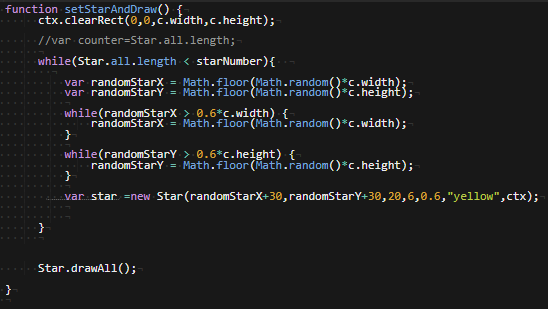 function setStarAndDraw() {
ctx.clearRect(0,0,c.width,c.height);
//var counter=Star.all.length;
while(Star.all.length < starNumber){
var randomStarX = Math.floor(Math.random()*c.width);
var randomStarY = Math.floor(Math.random()*c.height);
while(randomStarX > 0.6*c.width) {
randomStarX = Math.floor(Math.random()*c.width);
}
while(randomStarY > 0.6*c.height) {
randomStarY = Math.floor(Math.random()*c.height);
}
var star =new Star(randomStarX+30,randomStarY+30,20,6,0.6,"yellow",ctx);
}
Star.drawAll();
}